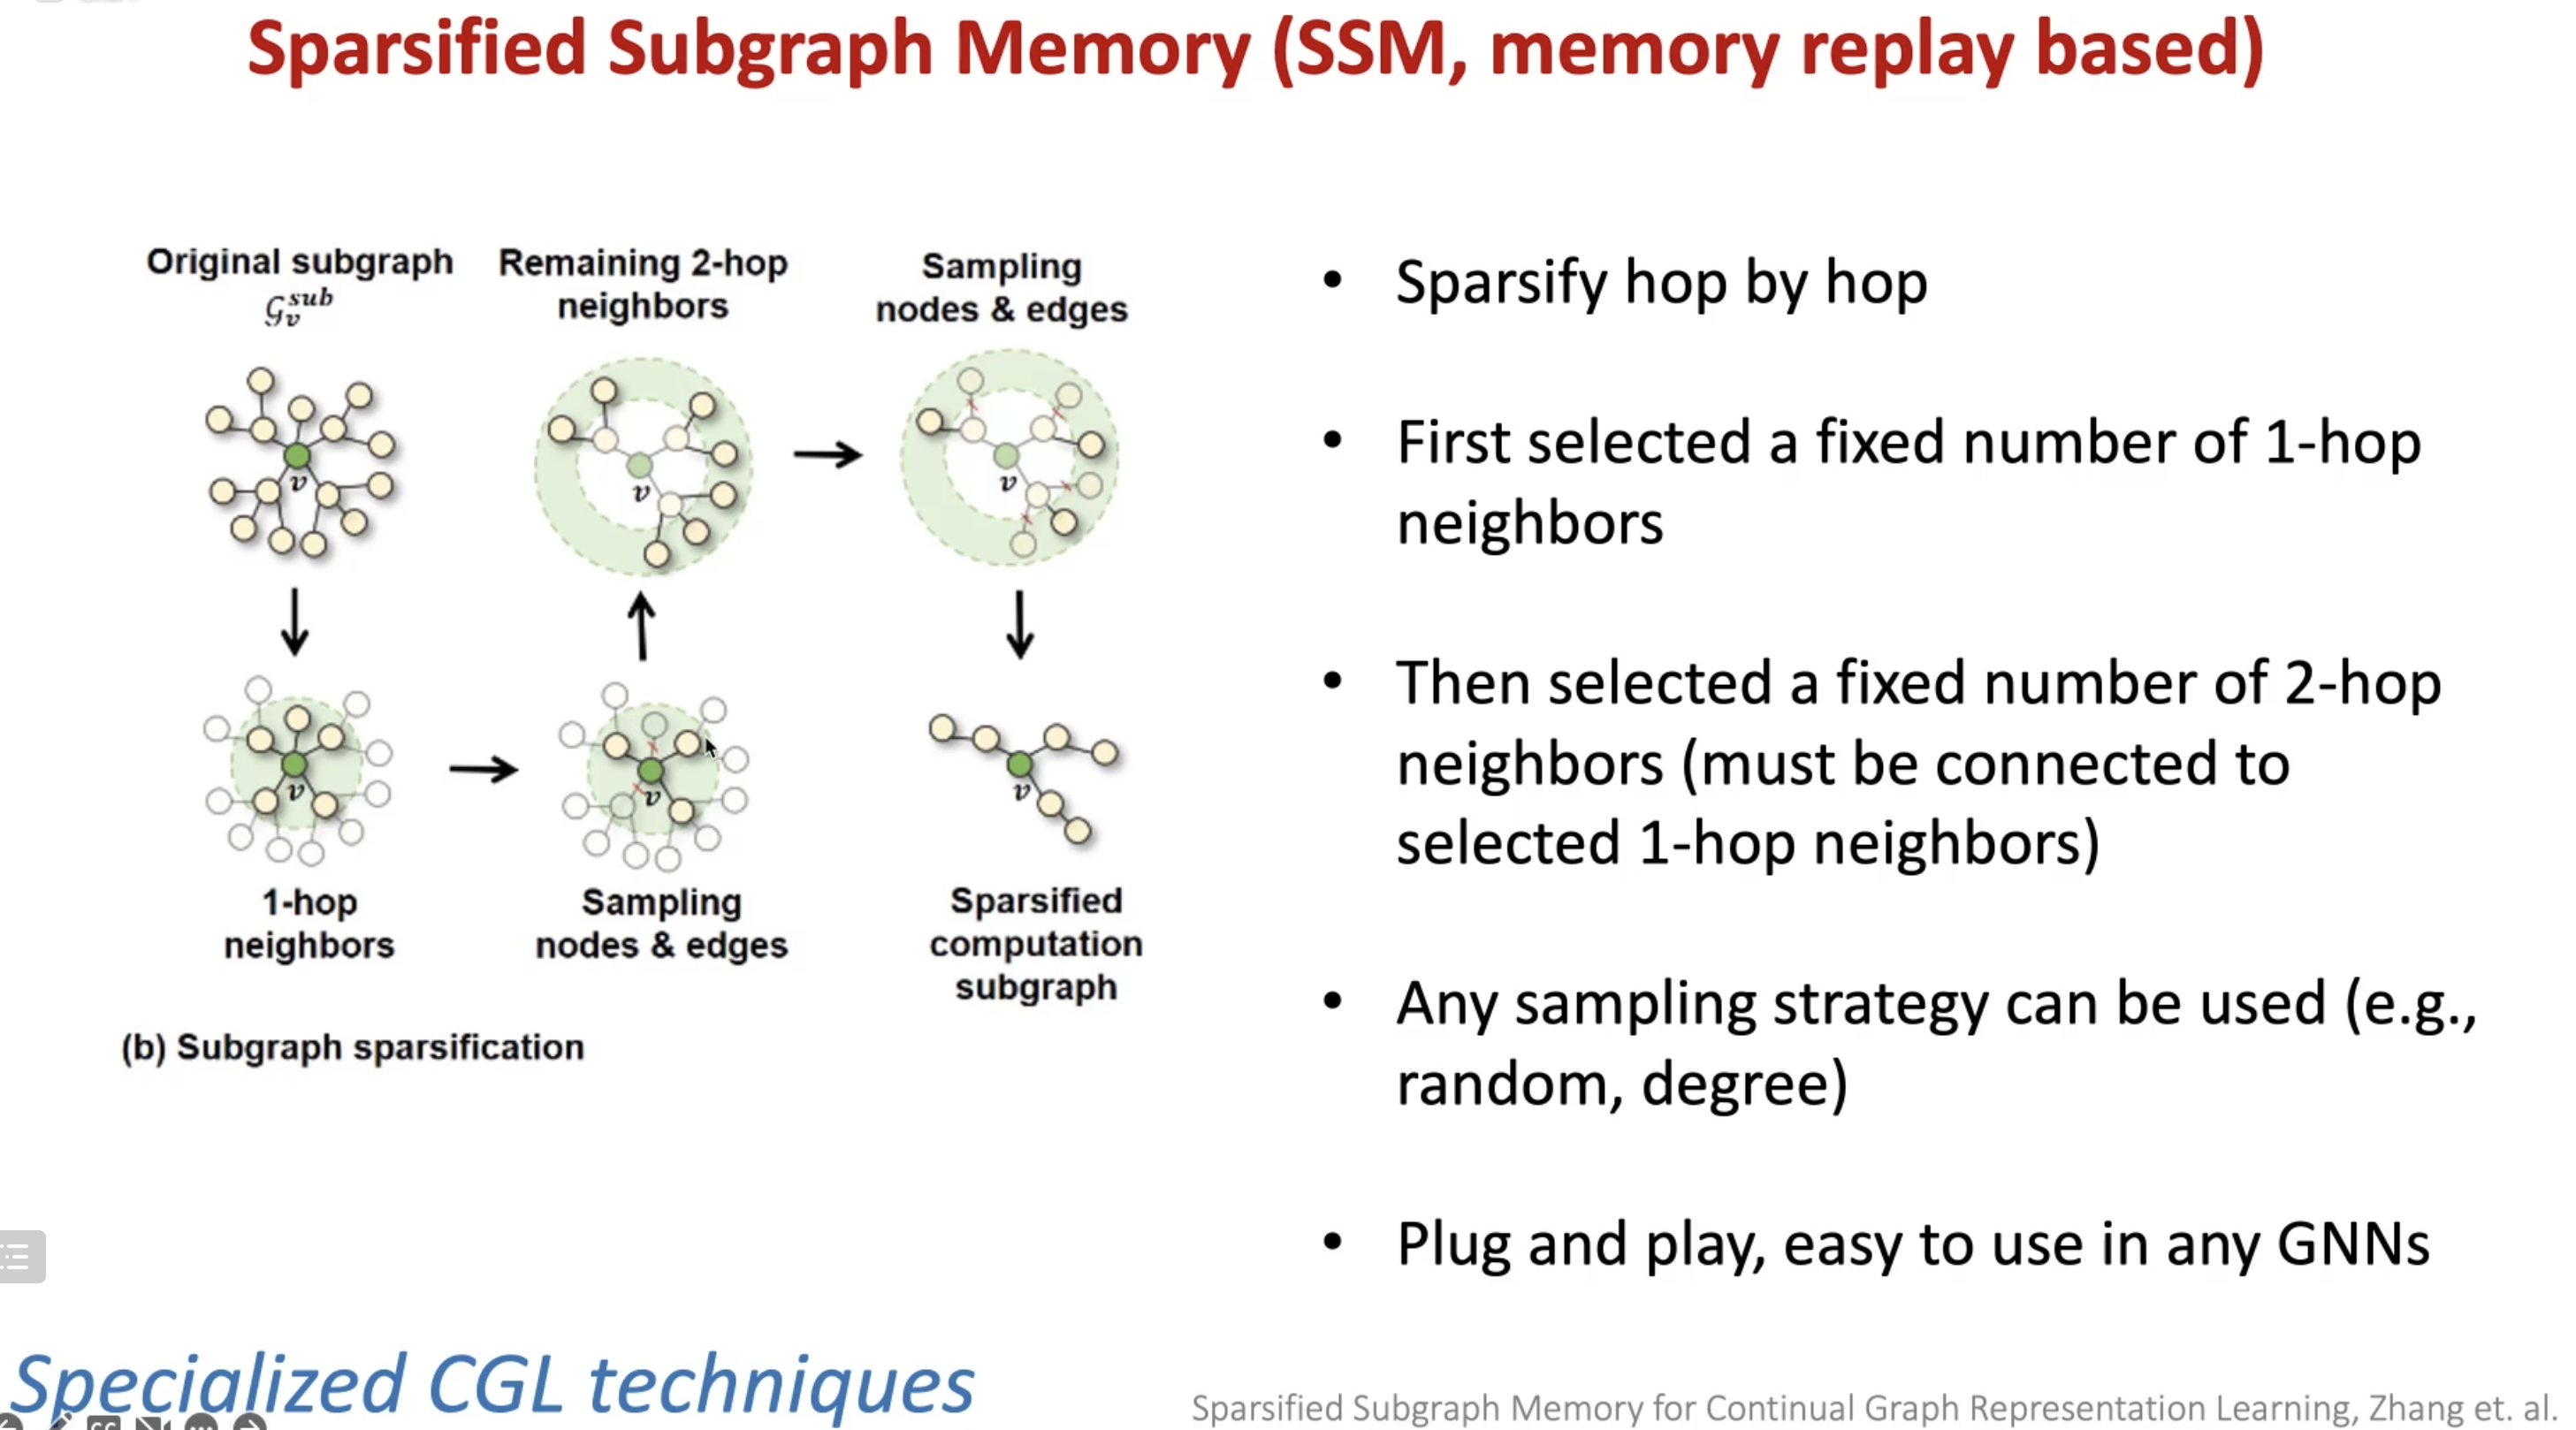 Sparsified Subgraph Memory (SSM, memory replay based)
Original subgraph
𝒢ᵥˢᵘᵇ
Remaining 2-hop
neighbors
Sampling
nodes & edges
v
v
v
v
v
v
1-hop
neighbors
Sampling
nodes & edges
Sparsified
computation
subgraph
(b) Subgraph sparsification
• Sparsify hop by hop
• First selected a fixed number of 1-hop
neighbors
• Then selected a fixed number of 2-hop
neighbors (must be connected to
selected 1-hop neighbors)
• Any sampling strategy can be used (e.g.,
random, degree)
• Plug and play, easy to use in any GNNs
Specialized CGL techniques
Sparsified Subgraph Memory for Continual Graph Representation Learning, Zhang et. al.